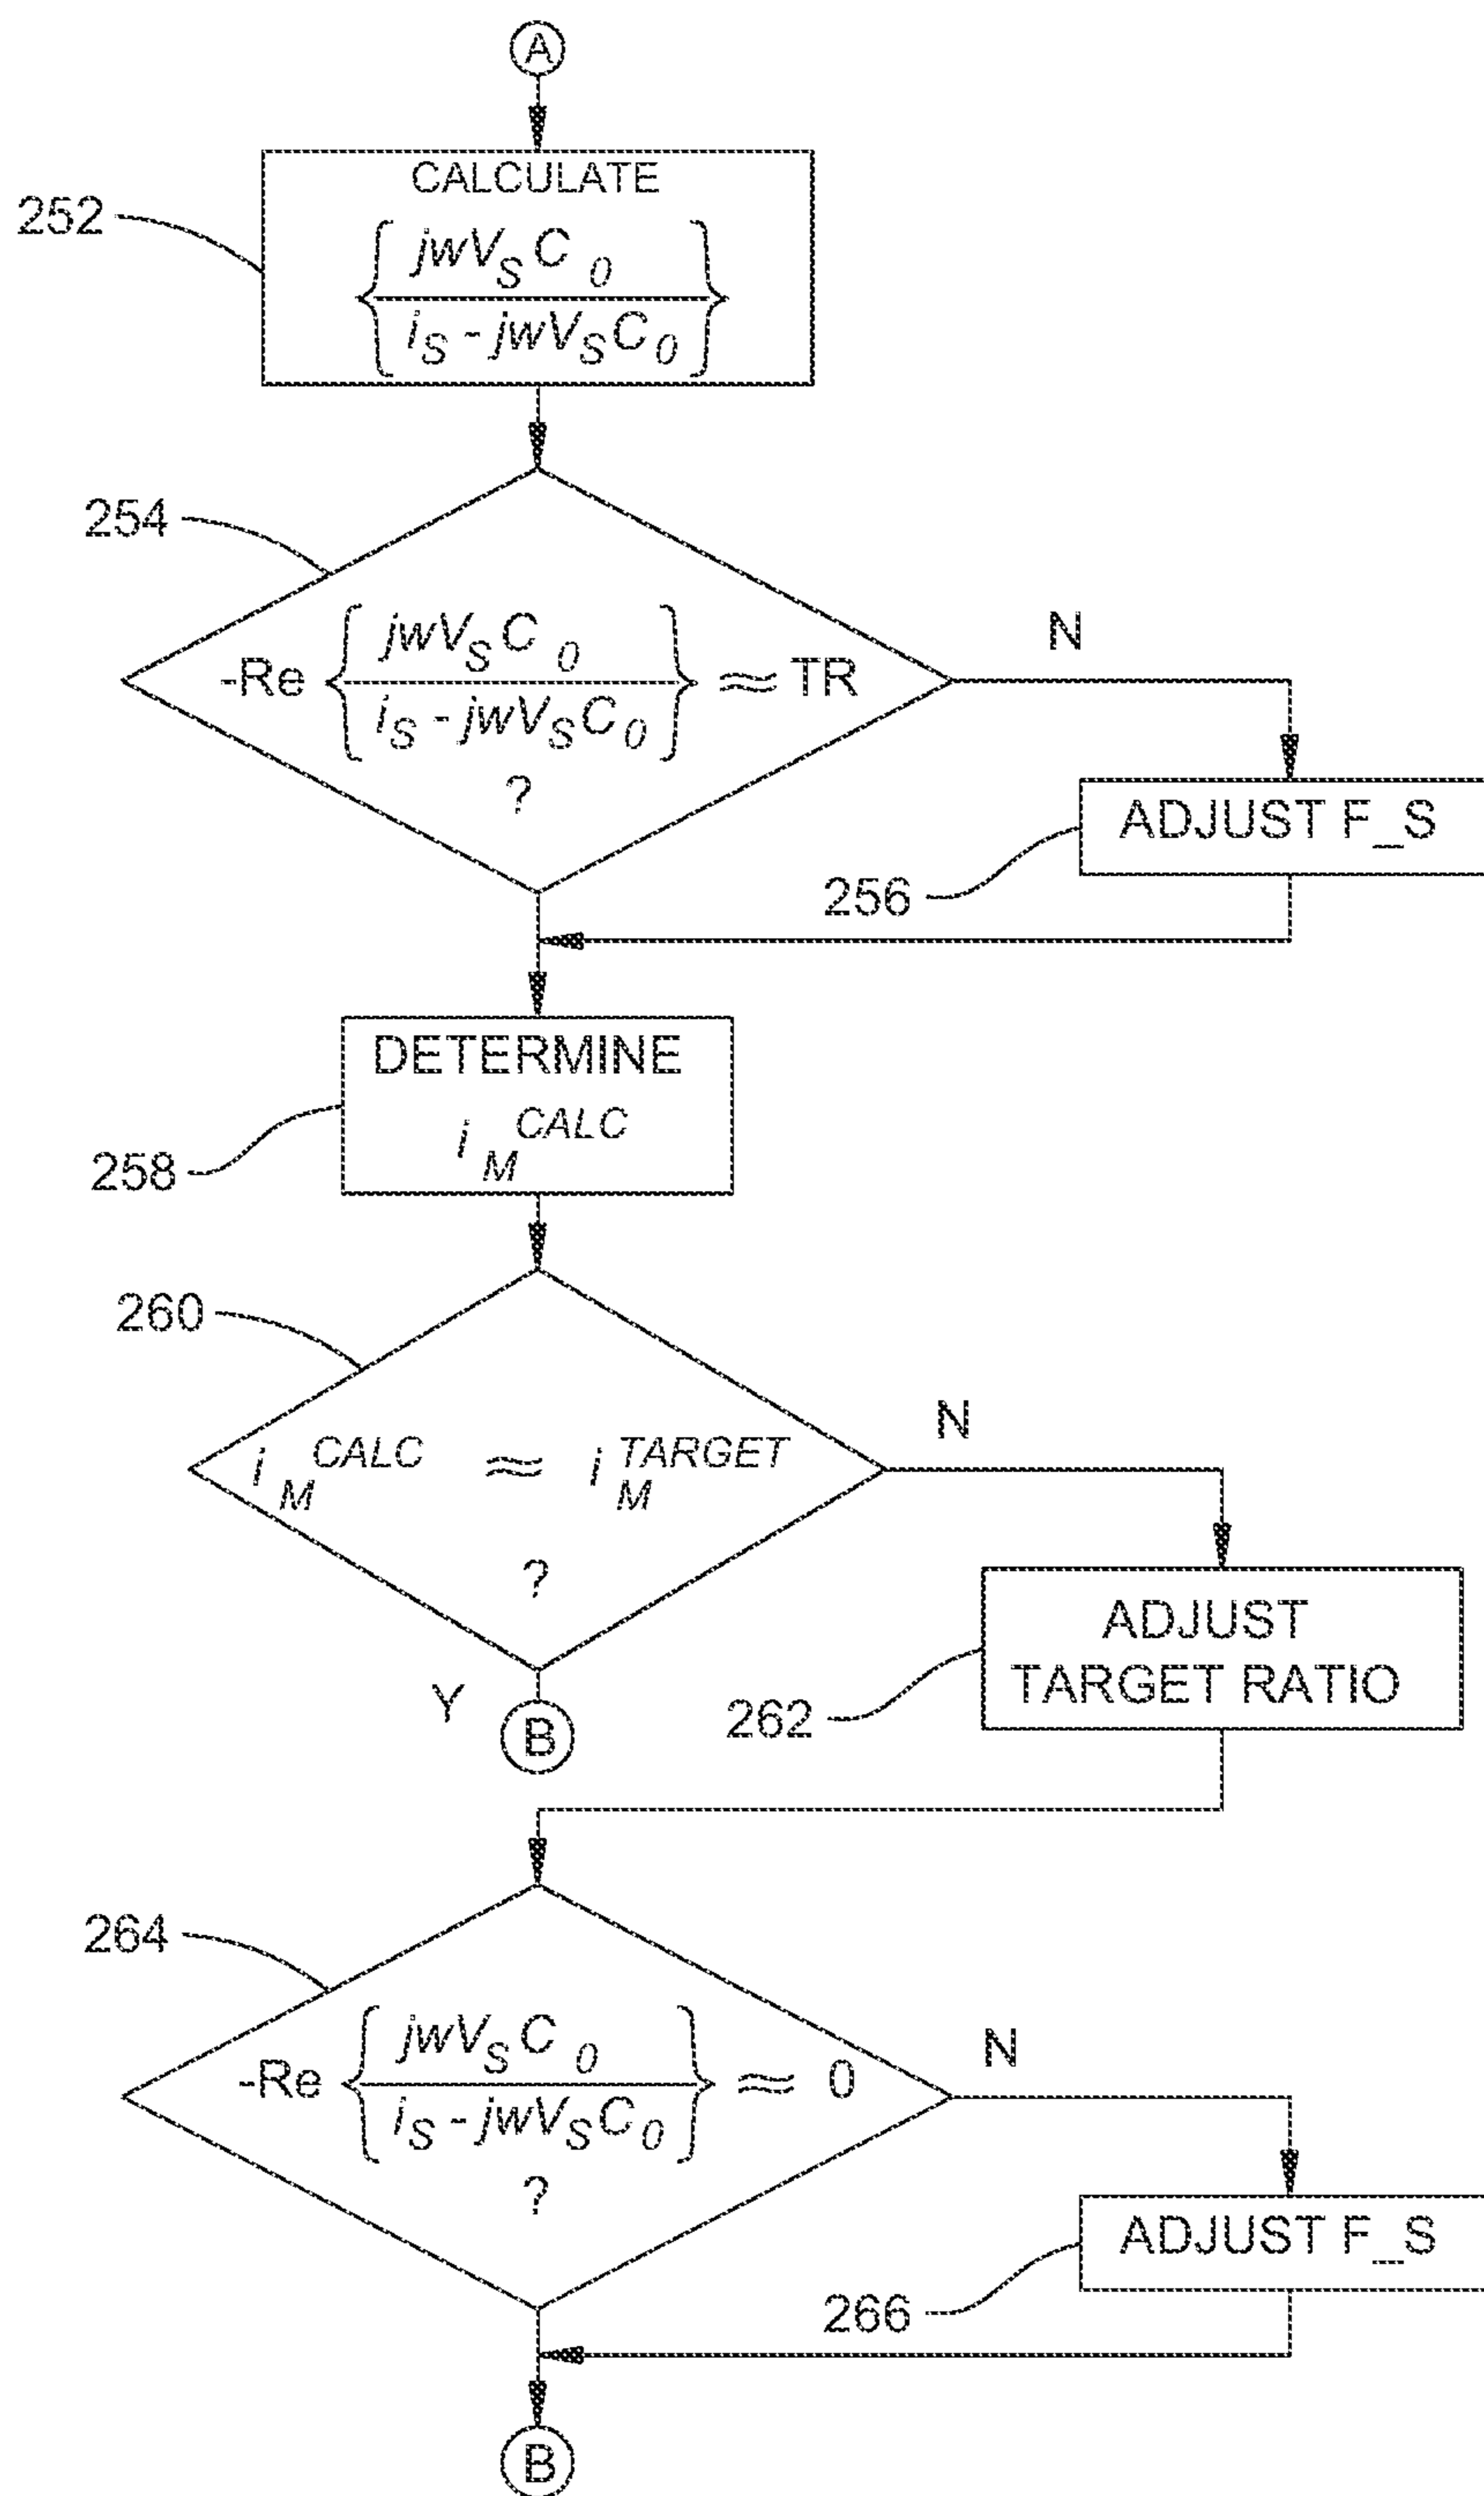 A
252
CALCULATE
{ jwV_S C_0 / i_S - jwV_S C_0 }
254
N
-Re { jwV_S C_0 / i_S - jwV_S C_0 } ≈ TR
?
ADJUST F_S
256
DETERMINE
i_M^CALC
258
260
N
i_M^CALC ≈ i_M^TARGET
?
ADJUST
TARGET RATIO
262
Y
B
264
N
-Re { jwV_S C_0 / i_S - jwV_S C_0 } ≈ 0
?
ADJUST F_S
266
B